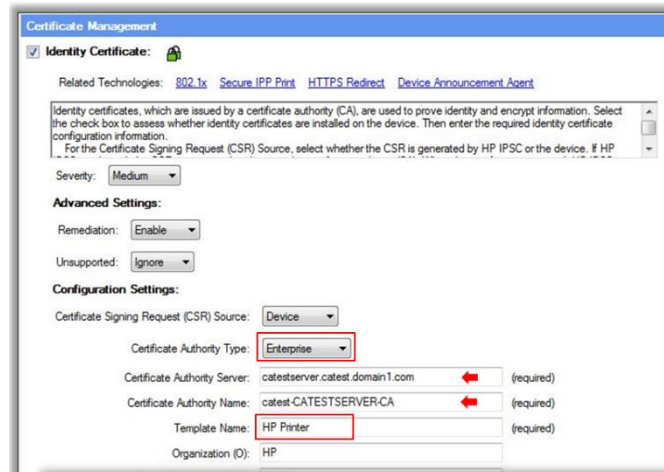 Certificate Management
Identity Certificate:
Related Technologies: 802.1x Secure IPP Print HTTPS Redirect Device Announcement Agent
Identity certificates, which are issued by a certificate authority (CA), are used to prove identity and encrypt information. Select
the check box to assess whether identity certificates are installed on the device. Then enter the required identity certificate
configuration information.
For the Certificate Signing Request (CSR) Source, select whether the CSR is generated by HP IPSC or the device. If HP
Severity: Medium
Advanced Settings:
Remediation: Enable
Unsupported: Ignore
Configuration Settings:
Certificate Signing Request (CSR) Source: Device
Certificate Authority Type: Enterprise
Certificate Authority Server: catestserver.catest.domain1.com (required)
Certificate Authority Name: catest-CATESTSERVER-CA (required)
Template Name: HP Printer (required)
Organization (O): HP